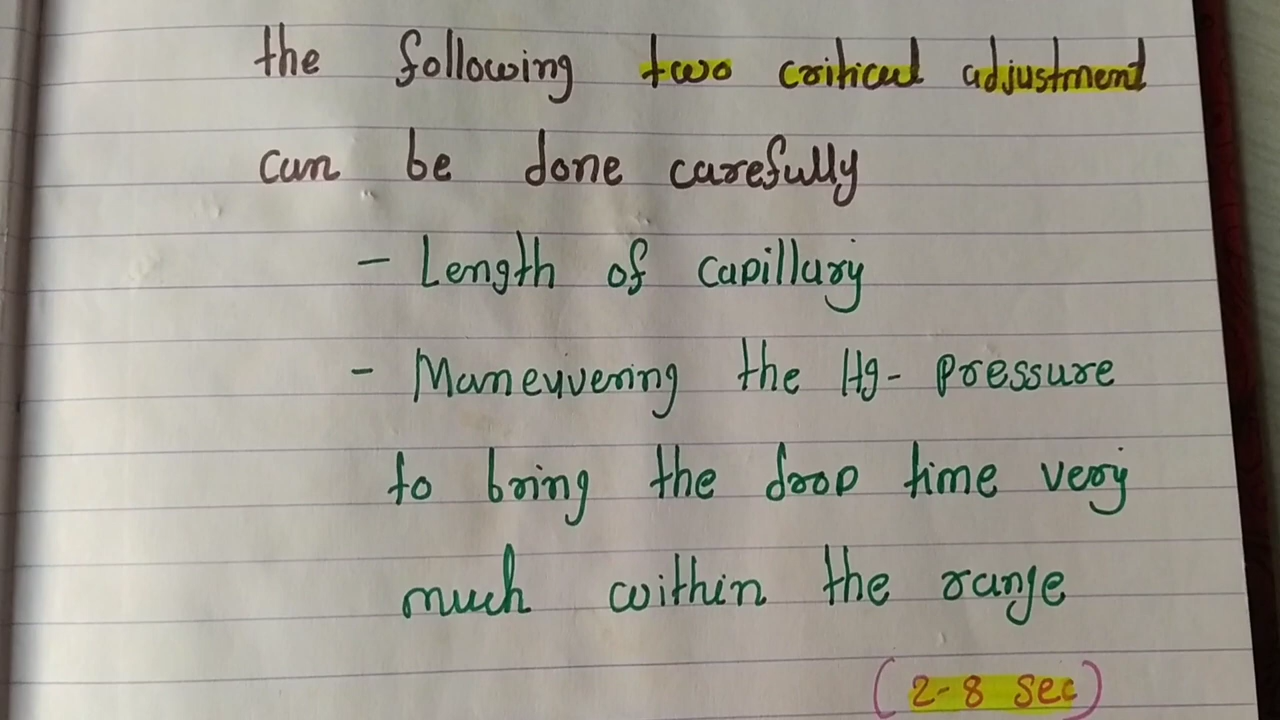 the following two critical adjustment
can be done carefully
- Length of capillary
- Maneuvering the Hg- pressure
to bring the drop time very
much within the range
(2-8 sec)